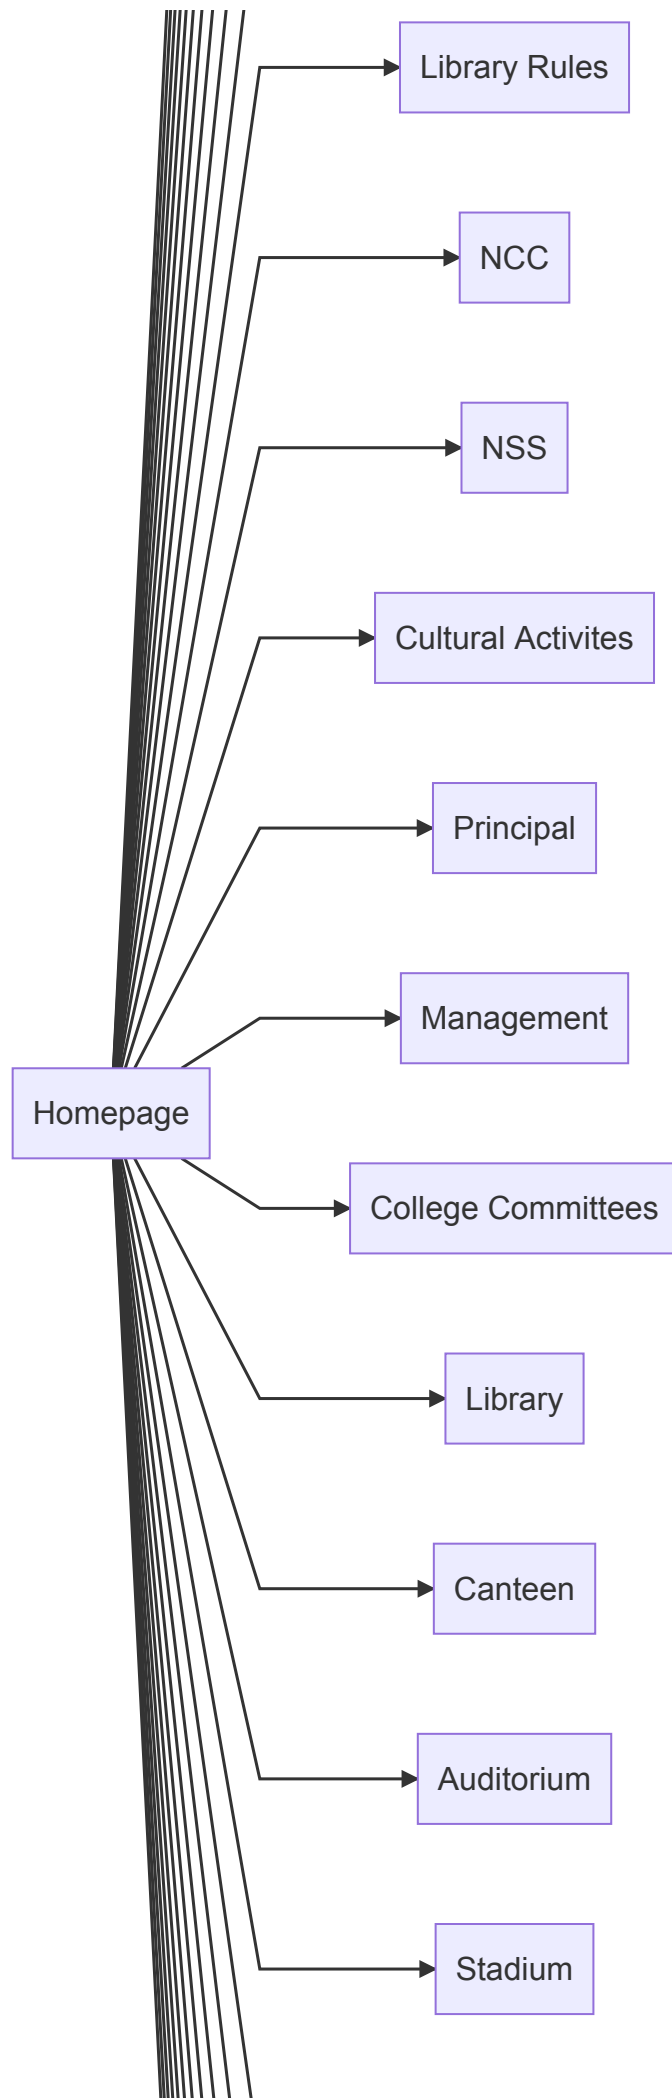 Library Rules
NCC
NSS
Cultural Activites
Principal
Management
Homepage
College Committees
Library
Canteen
Auditorium
Stadium